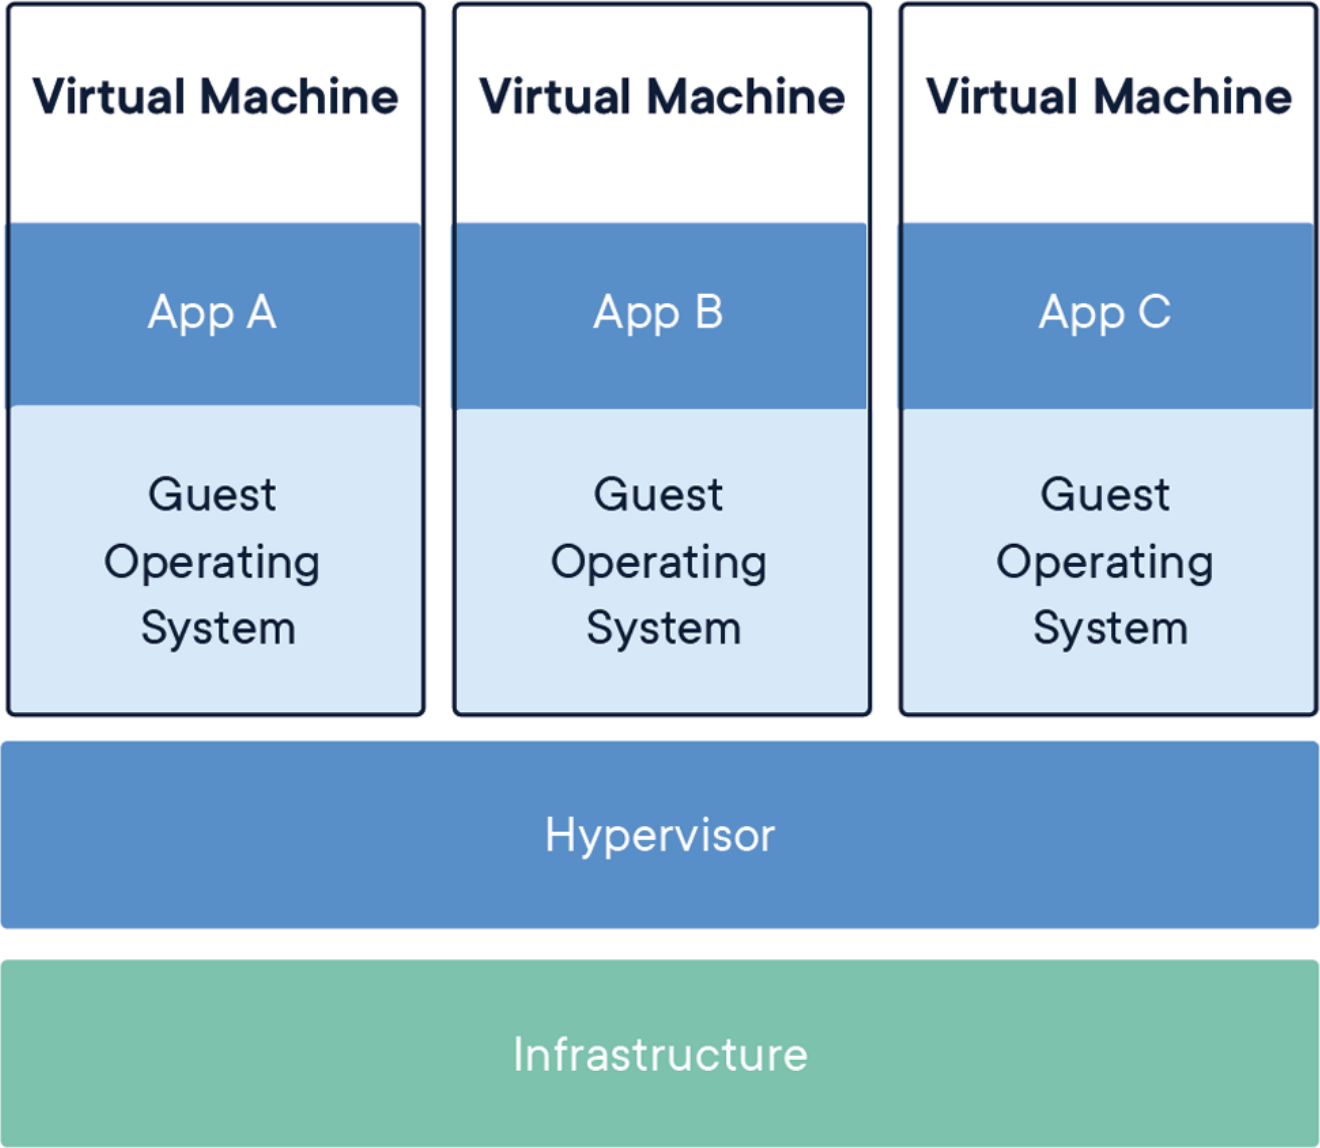 Virtual Machine
Virtual Machine
Virtual Machine
App A
App B
App C
Guest
Operating
System
Guest
Operating
System
Guest
Operating
System
Hypervisor
Infrastructure